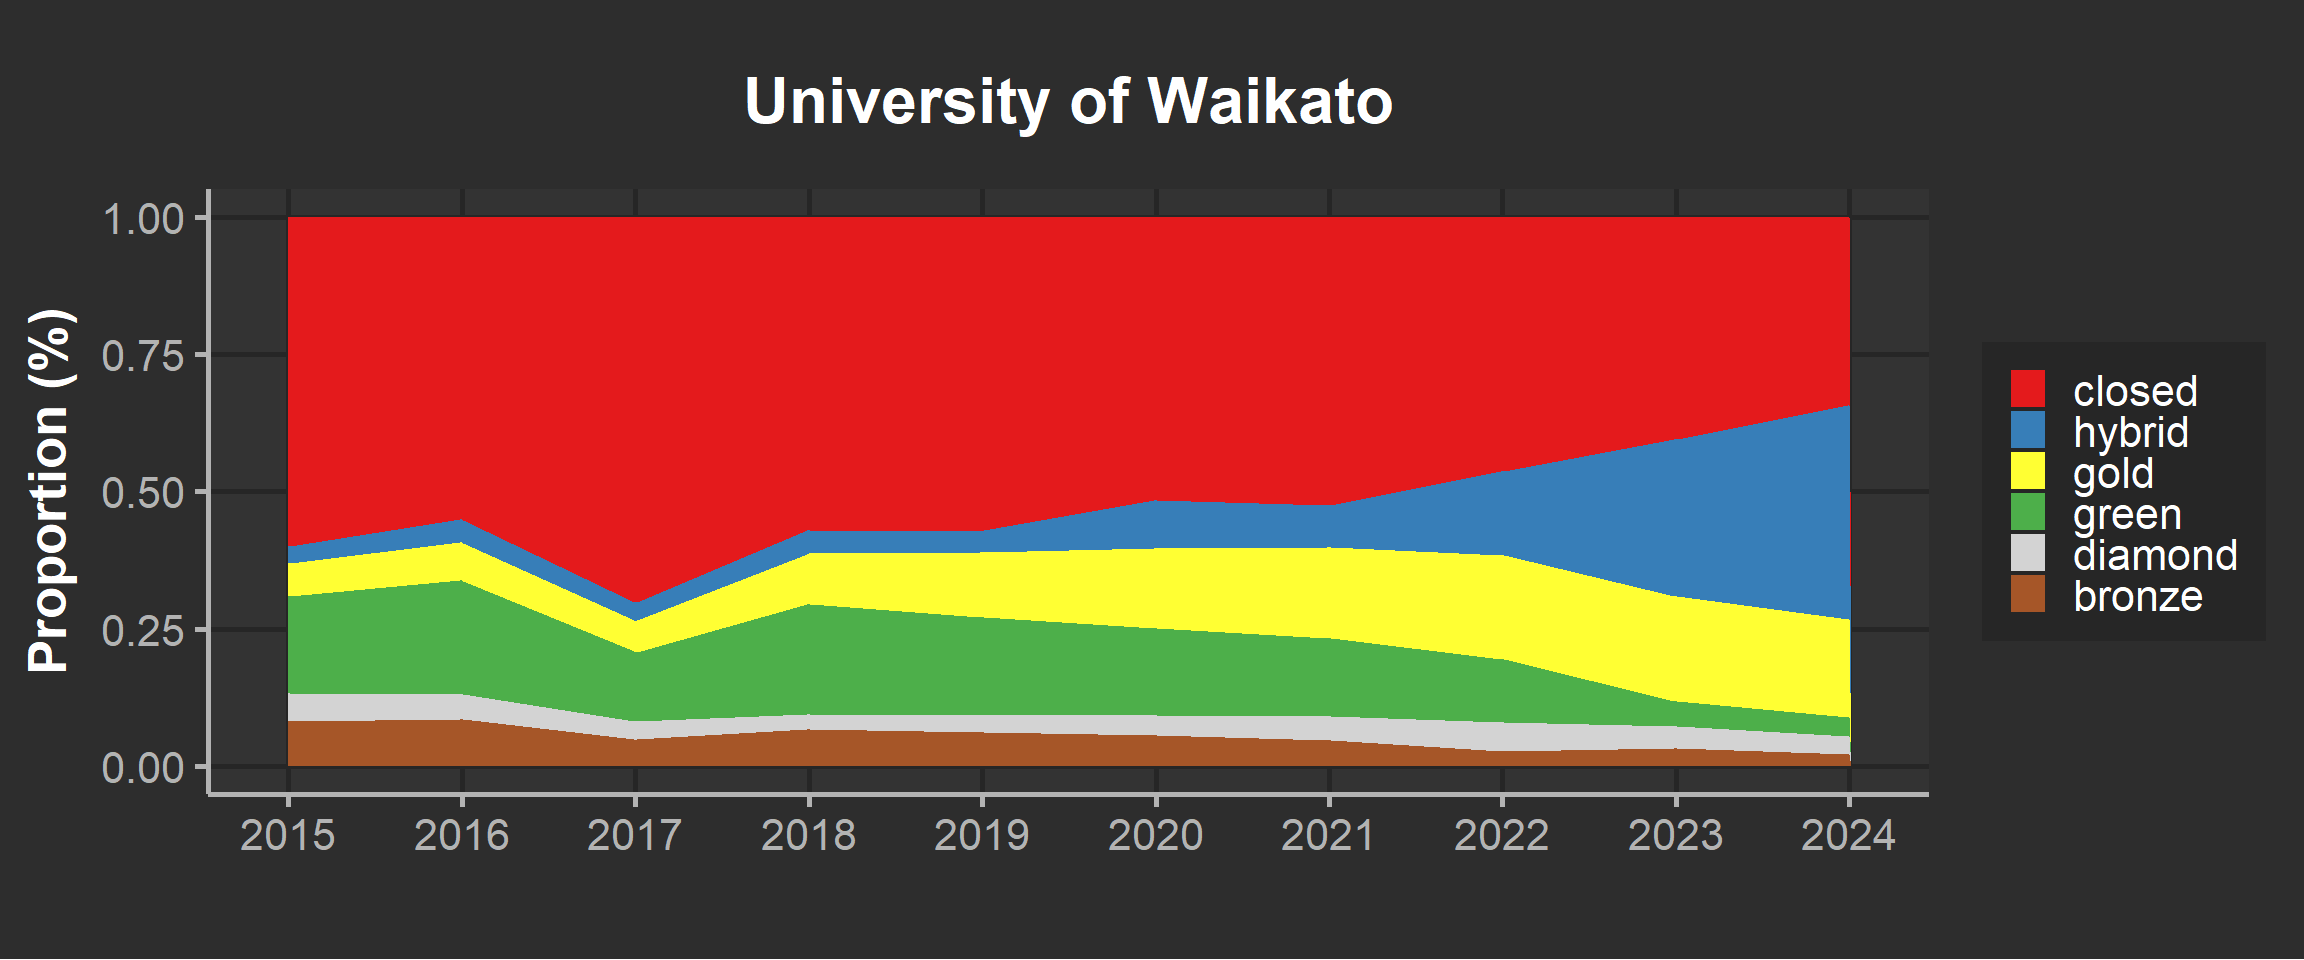 University of Waikato
Proportion (%)
1.00
0.75
0.50
0.25
0.00
2015 2016 2017 2018 2019 2020 2021 2022 2023 2024
closed
hybrid
gold
green
diamond
bronze